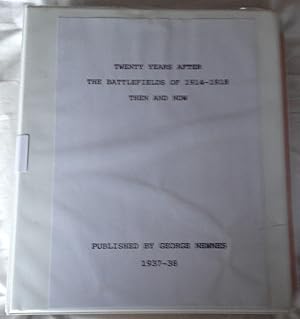 TWENTY YEARS AFTER
THE BATTLEFIELDS OF 1914-1918
THEN AND NOW
PUBLISHED BY GEORGE NEWNES
1937-38